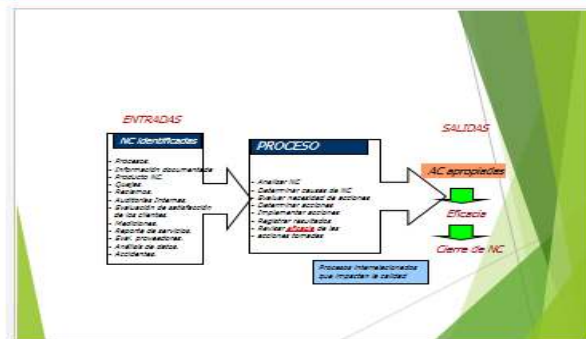 ENTRADAS
NC identificadas
- Procesos.
- Información documentada
- Producto NC.
- Quejas.
- Reclamos.
- Auditorías Internas.
- Evaluación de satisfacción
de los clientes.
- Mediciones.
- Reporte de servicios.
- Eval. proveedores.
- Análisis de datos.
- Accidentes.
PROCESO
- Analizar NC
- Determinar causas de NC
- Evaluar necesidad de acciones
- Determinar acciones
- Implementar acciones
- Registrar resultados
- Revisar eficacia de las
acciones tomadas
SALIDAS
AC apropiadas
Eficacia
Cierre de NC
Procesos interrelacionados
que impactan la calidad